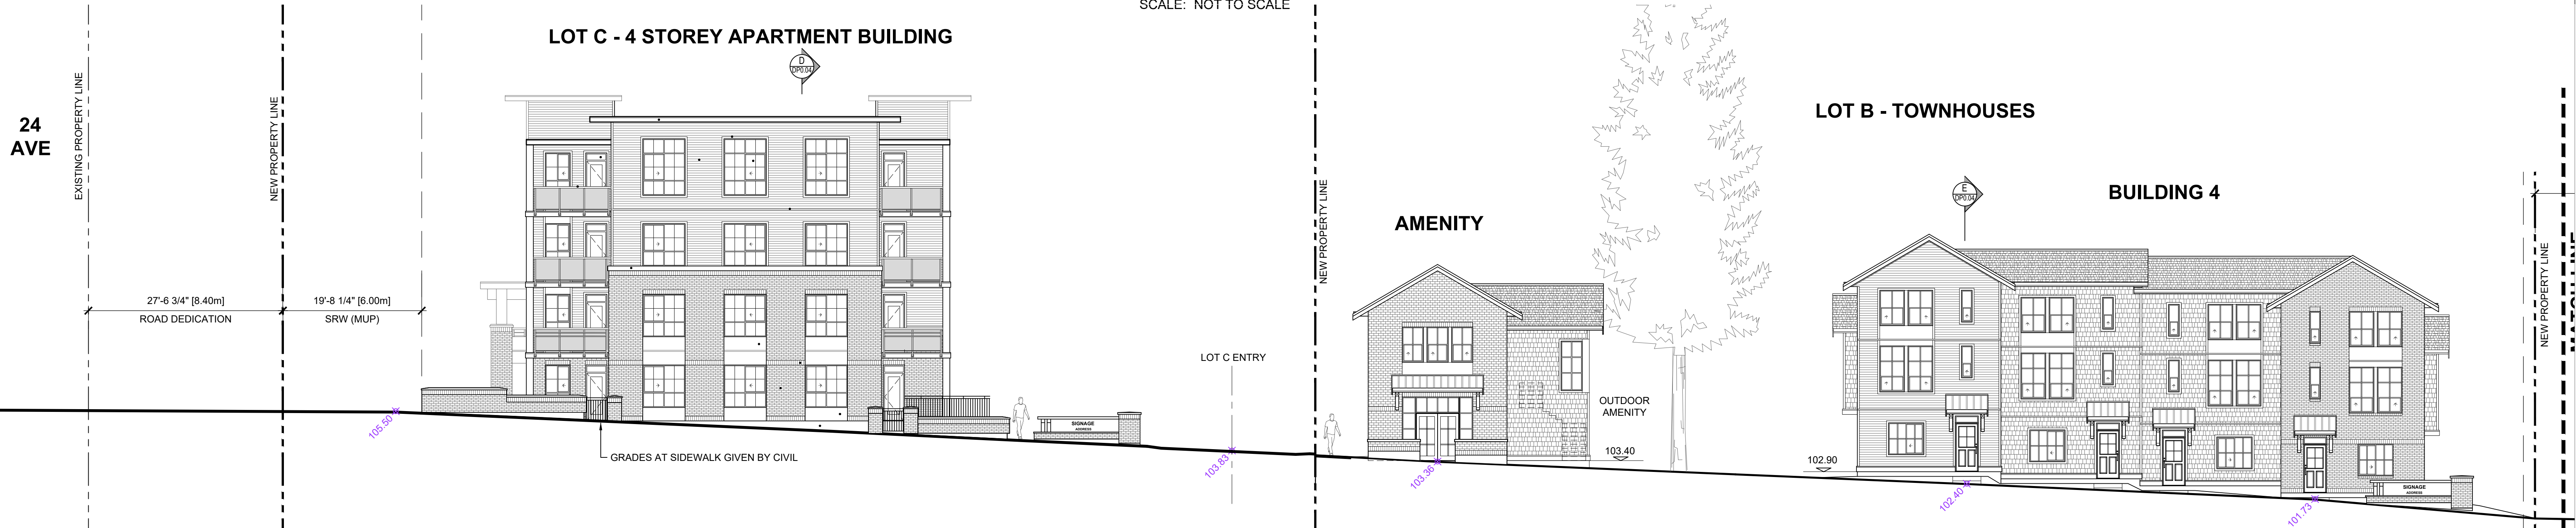 SCALE: NOT TO SCALE
LOT C - 4 STOREY APARTMENT BUILDING
D
DP0.04
24
AVE
EXISTING PROPERTY LINE
NEW PROPERTY LINE
27'-6 3/4" [8.40m]
ROAD DEDICATION
19'-8 1/4" [6.00m]
SRW (MUP)
105.50
GRADES AT SIDEWALK GIVEN BY CIVIL
SIGNAGE
ADDRESS
LOT C ENTRY
103.83
NEW PROPERTY LINE
AMENITY
103.36
OUTDOOR
AMENITY
103.40
LOT B - TOWNHOUSES
E
DP0.04
BUILDING 4
102.90
102.40
101.73
SIGNAGE
ADDRESS
NEW PROPERTY LINE